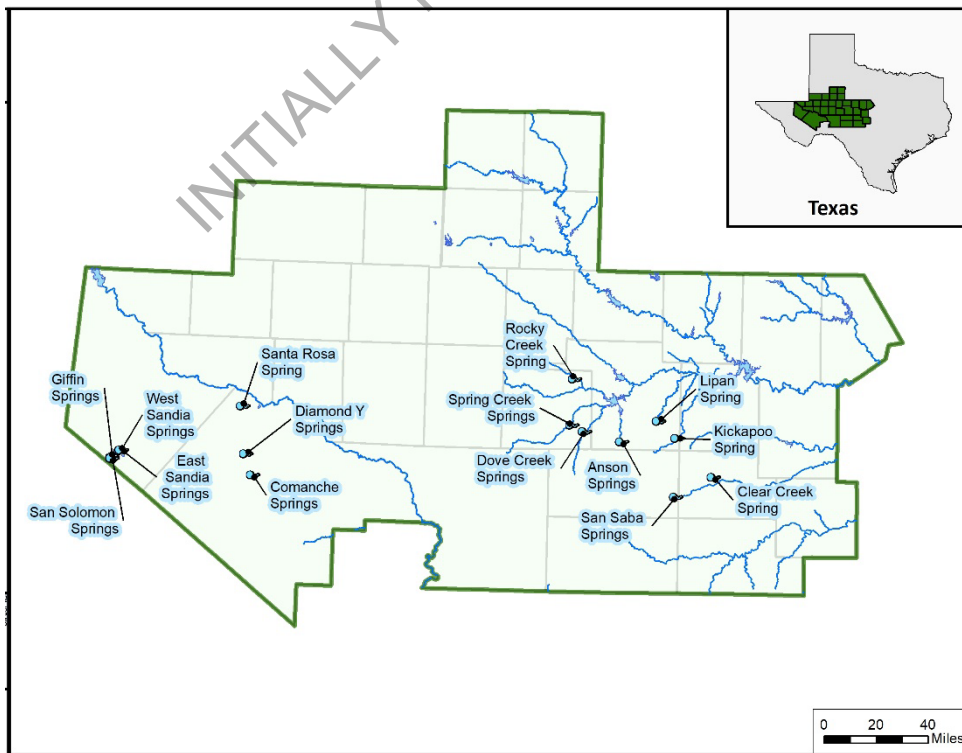 INITIALLY
Texas
Rocky
Creek
Spring
Santa Rosa
Spring
Giffin
Springs
West
Sandia
Springs
Diamond Y
Springs
Lipan
Spring
Spring Creek
Springs
Kickapoo
Spring
East
Sandia
Springs
Dove Creek
Springs
Anson
Springs
Comanche
Springs
Clear Creek
Spring
San Solomon
Springs
San Saba
Springs
0 20 40
Miles